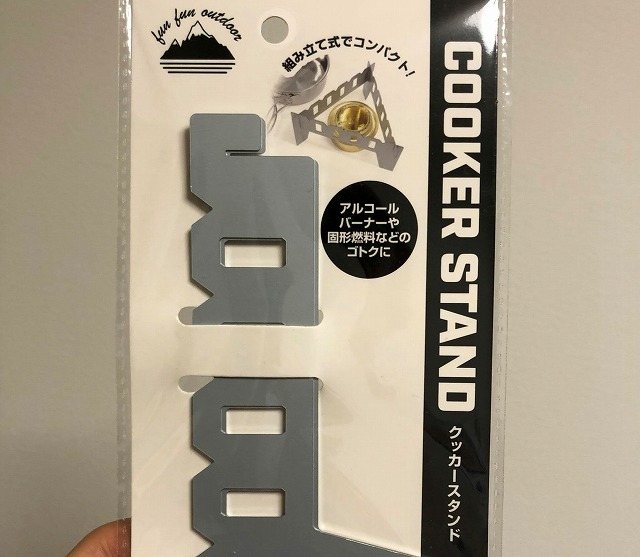 fun fun outdoor
組み立て式でコンパクト!
アルコール
バーナーや
固形燃料などの
ゴトクに
COOKER STAND
クッカースタンド